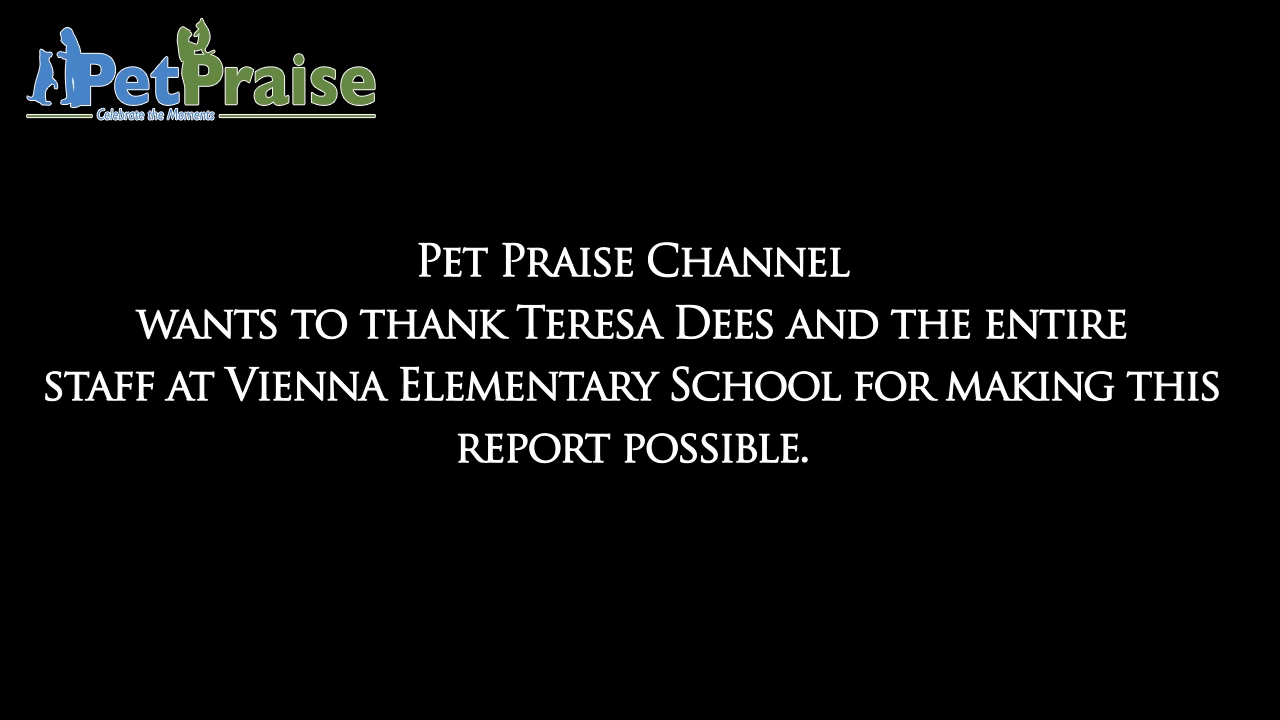 PetPraise
Celebrate the Moments
Pet Praise Channel
wants to thank Teresa Dees and the entire
staff at Vienna Elementary School for making this
report possible.